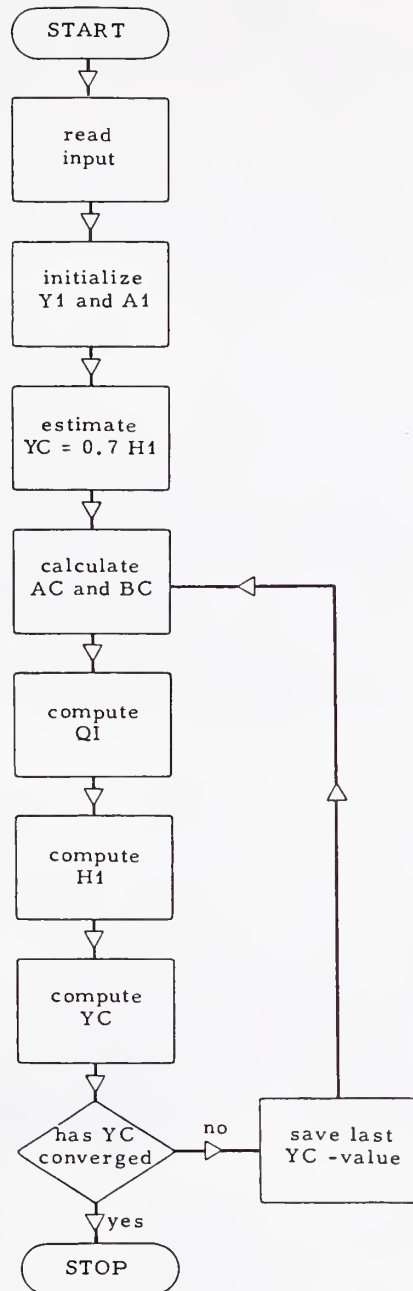 START
read
input
initialize
Y1 and A1
estimate
YC = 0.7 H1
calculate
AC and BC
compute
QI
compute
H1
compute
YC
has YC
converged
no
save last
YC -value
yes
STOP